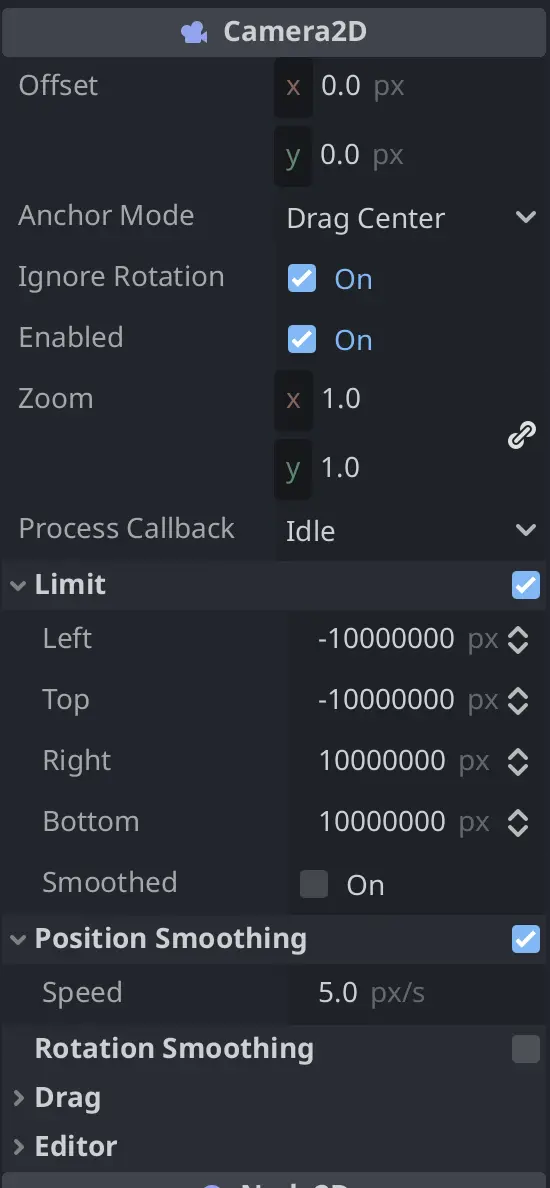 Camera2D
Offset x 0.0 px
y 0.0 px
Anchor Mode Drag Center
Ignore Rotation On
Enabled On
Zoom x 1.0
y 1.0
Process Callback Idle
Limit
Left -10000000 px
Top -10000000 px
Right 10000000 px
Bottom 10000000 px
Smoothed On
Position Smoothing
Speed 5.0 px/s
Rotation Smoothing
Drag
Editor